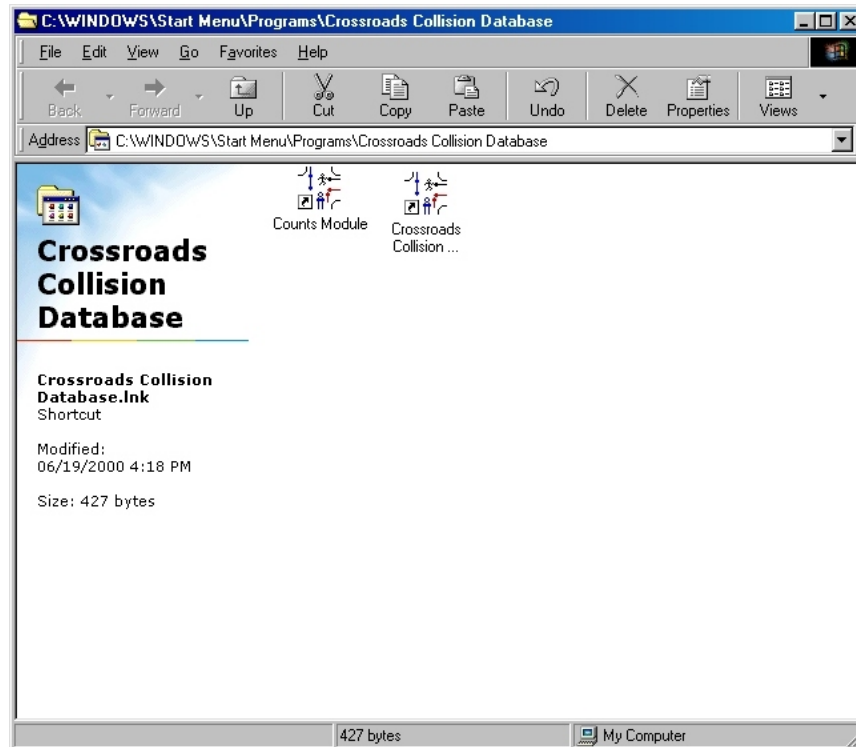 C:\WINDOWS\Start Menu\Programs\Crossroads Collision Database
File Edit View Go Favorites Help
Back Forward Up Cut Copy Paste Undo Delete Properties Views
Address C:\WINDOWS\Start Menu\Programs\Crossroads Collision Database
Counts Module
Crossroads
Collision ...
Crossroads
Collision
Database
Crossroads Collision
Database.lnk
Shortcut
Modified:
06/19/2000 4:18 PM
Size: 427 bytes
427 bytes My Computer